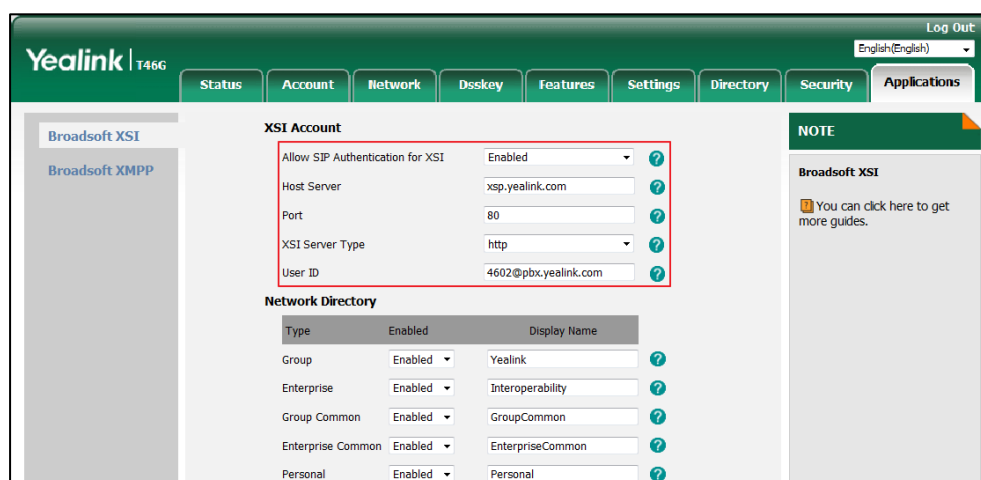 Log Out
Yealink T46G
English(English)
Status Account Network Dsskey Features Settings Directory Security Applications
Broadsoft XSI
Broadsoft XMPP
XSI Account
Allow SIP Authentication for XSI Enabled ?
Host Server xsp.yealink.com ?
Port 80 ?
XSI Server Type http ?
User ID 4602@pbx.yealink.com ?
Network Directory
Type Enabled Display Name
Group Enabled Yealink ?
Enterprise Enabled Interoperability ?
Group Common Enabled GroupCommon ?
Enterprise Common Enabled EnterpriseCommon ?
Personal Enabled Personal ?
NOTE
Broadsoft XSI
? You can click here to get
more guides.